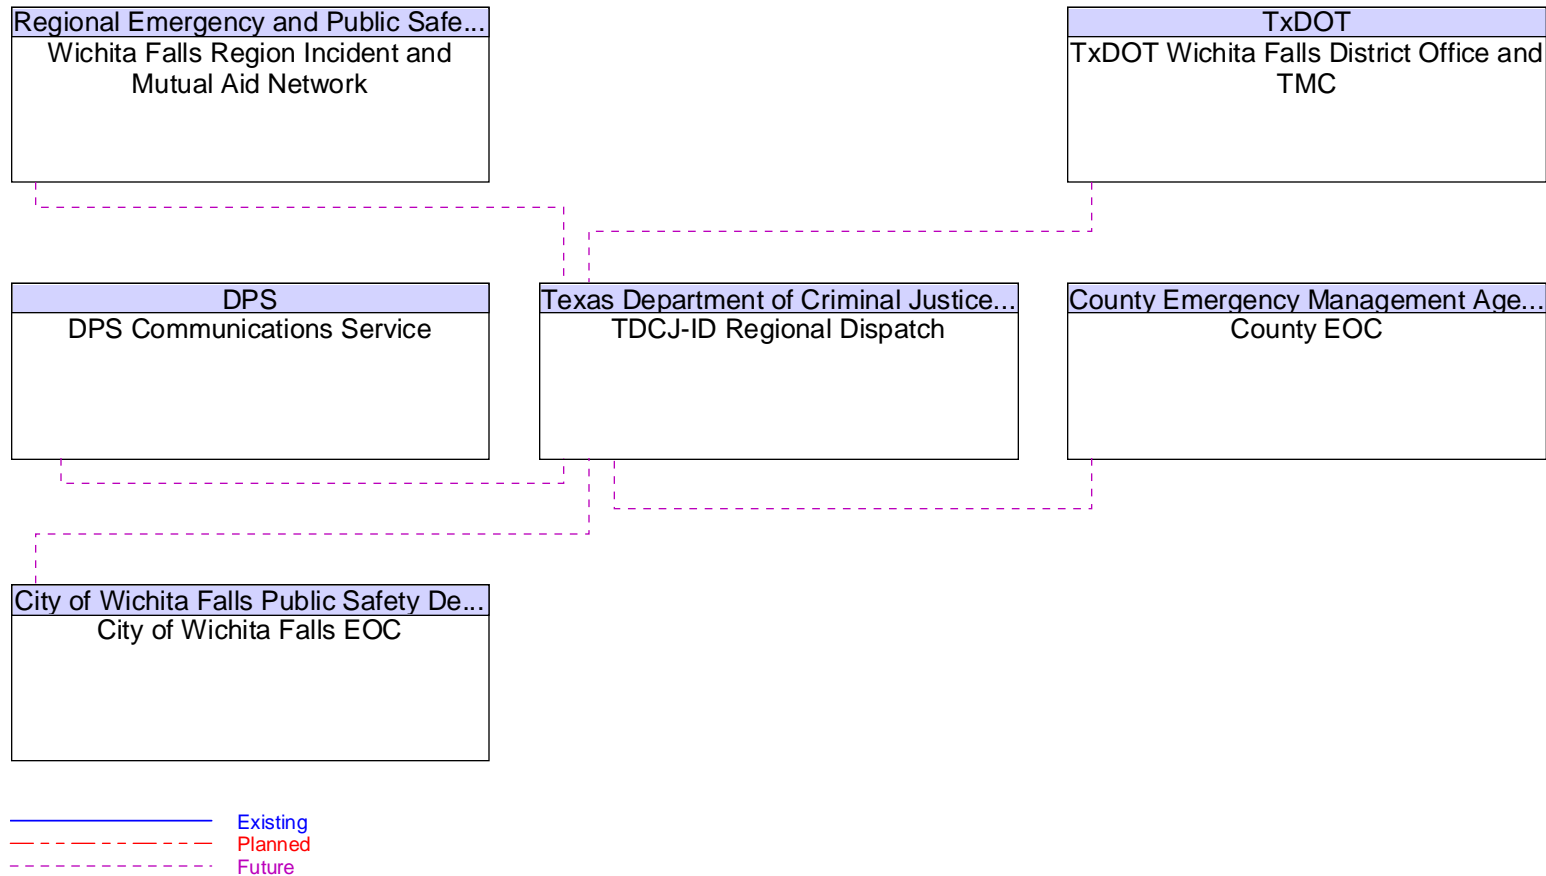 Regional Emergency and Public Safe...
Wichita Falls Region Incident and
Mutual Aid Network
TxDOT
TxDOT Wichita Falls District Office and
TMC
DPS
DPS Communications Service
Texas Department of Criminal Justice...
TDCJ-ID Regional Dispatch
County Emergency Management Age...
County EOC
City of Wichita Falls Public Safety De...
City of Wichita Falls EOC
Existing
Planned
Future